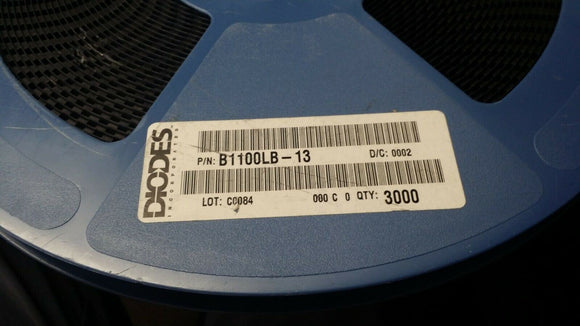 DIODES
INCORPORATED
P/N: B1100LB-13 D/C: 0002
LOT: C0084 000 C 0 QTY: 3000